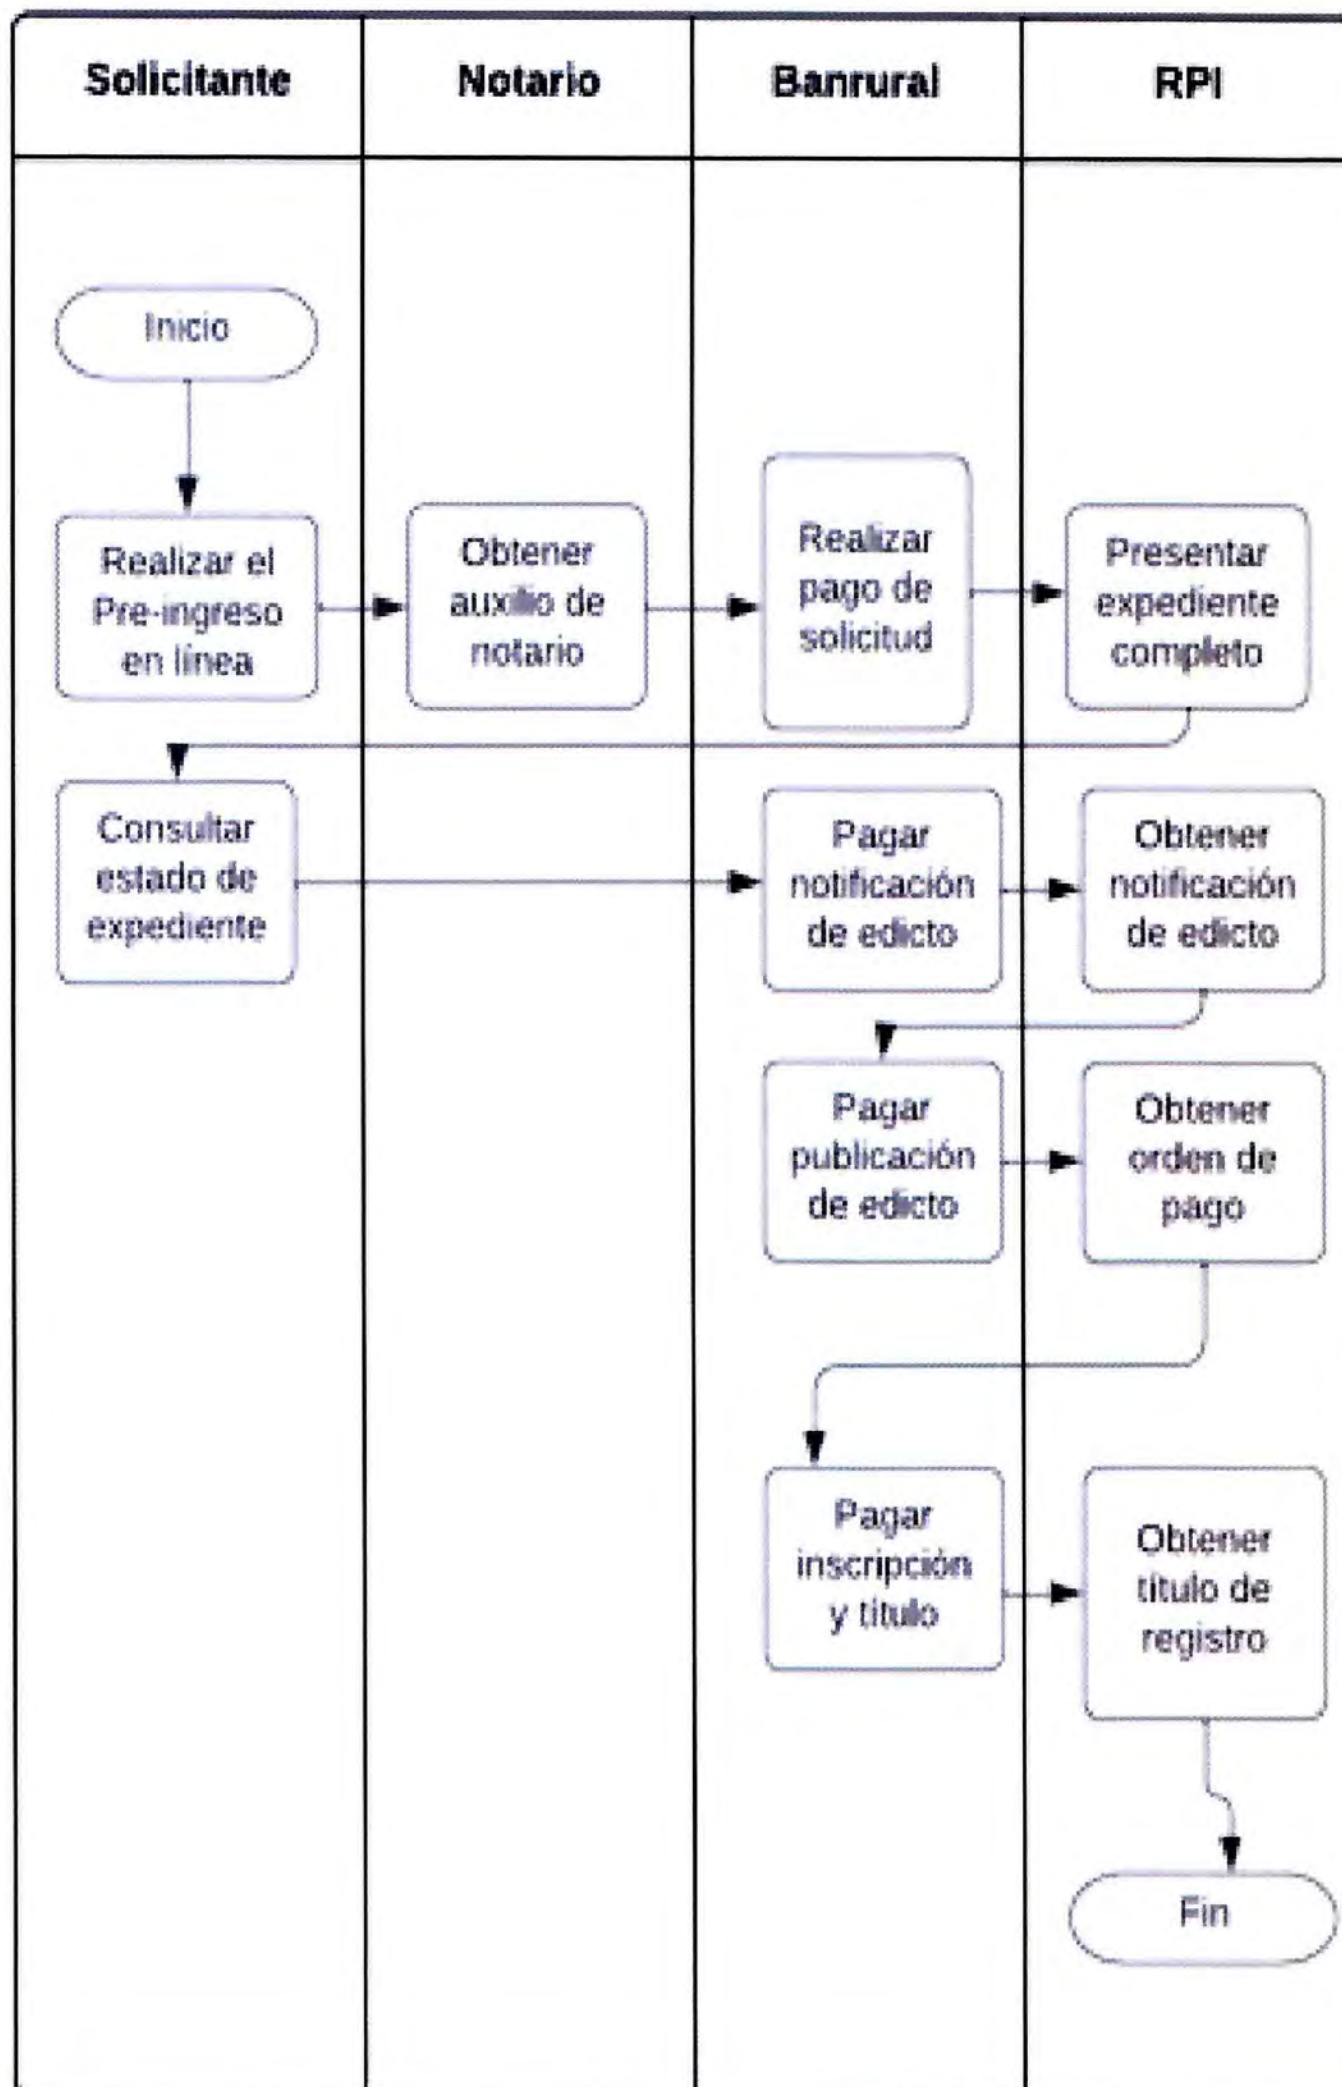 Solicitante
Notario
Banrural
RPI
Inicio
Realizar el
Pre-ingreso
en línea
Obtener
auxilio de
notario
Realizar
pago de
solicitud
Presentar
expediente
completo
Consultar
estado de
expediente
Pagar
notificación
de edicto
Obtener
notificación
de edicto
Pagar
publicación
de edicto
Obtener
orden de
pago
Pagar
inscripción
y título
Obtener
título de
registro
Fin